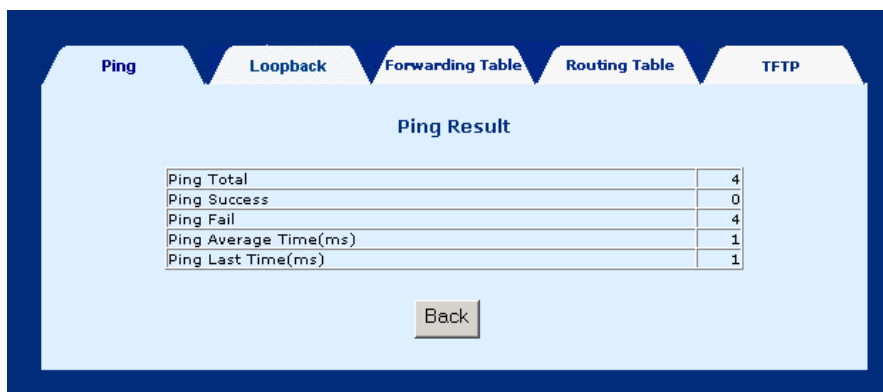 Ping Loopback Forwarding Table Routing Table TFTP
Ping Result
Ping Total 4
Ping Success 0
Ping Fail 4
Ping Average Time(ms) 1
Ping Last Time(ms) 1
Back